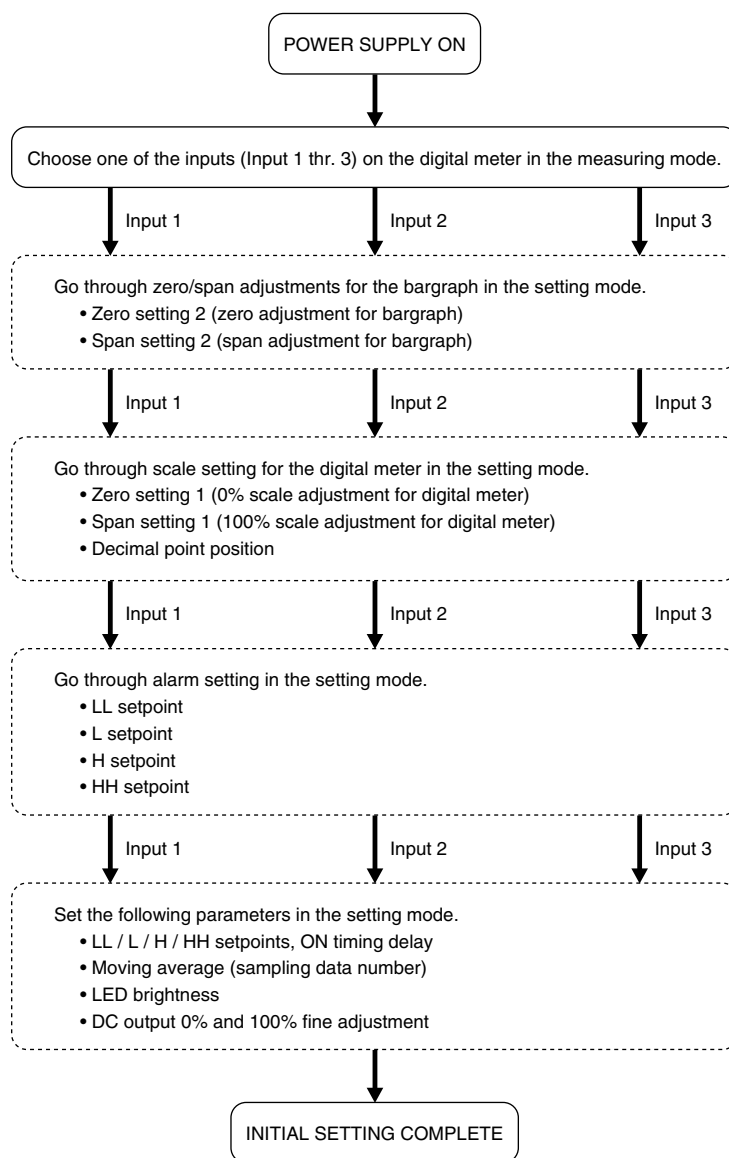 POWER SUPPLY ON
Choose one of the inputs (Input 1 thr. 3) on the digital meter in the measuring mode.
Input 1
Input 2
Input 3
Go through zero/span adjustments for the bargraph in the setting mode.
• Zero setting 2 (zero adjustment for bargraph)
• Span setting 2 (span adjustment for bargraph)
Input 1
Input 2
Input 3
Go through scale setting for the digital meter in the setting mode.
• Zero setting 1 (0% scale adjustment for digital meter)
• Span setting 1 (100% scale adjustment for digital meter)
• Decimal point position
Input 1
Input 2
Input 3
Go through alarm setting in the setting mode.
• LL setpoint
• L setpoint
• H setpoint
• HH setpoint
Input 1
Input 2
Input 3
Set the following parameters in the setting mode.
• LL / L / H / HH setpoints, ON timing delay
• Moving average (sampling data number)
• LED brightness
• DC output 0% and 100% fine adjustment
INITIAL SETTING COMPLETE